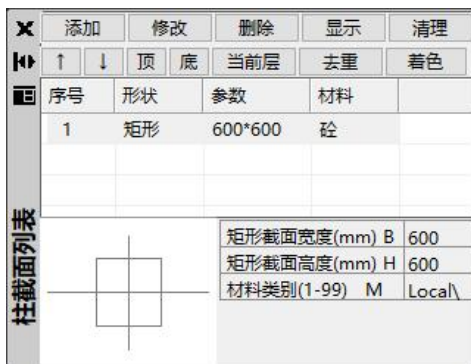 添加 修改 删除 显示 清理
↑ ↓ 顶 底 当前层 去重 着色
序号 形状 参数 材料
1 矩形 600*600 砼
矩形截面宽度(mm) B 600
矩形截面高度(mm) H 600
材料类别(1-99) M Local\
柱截面列表